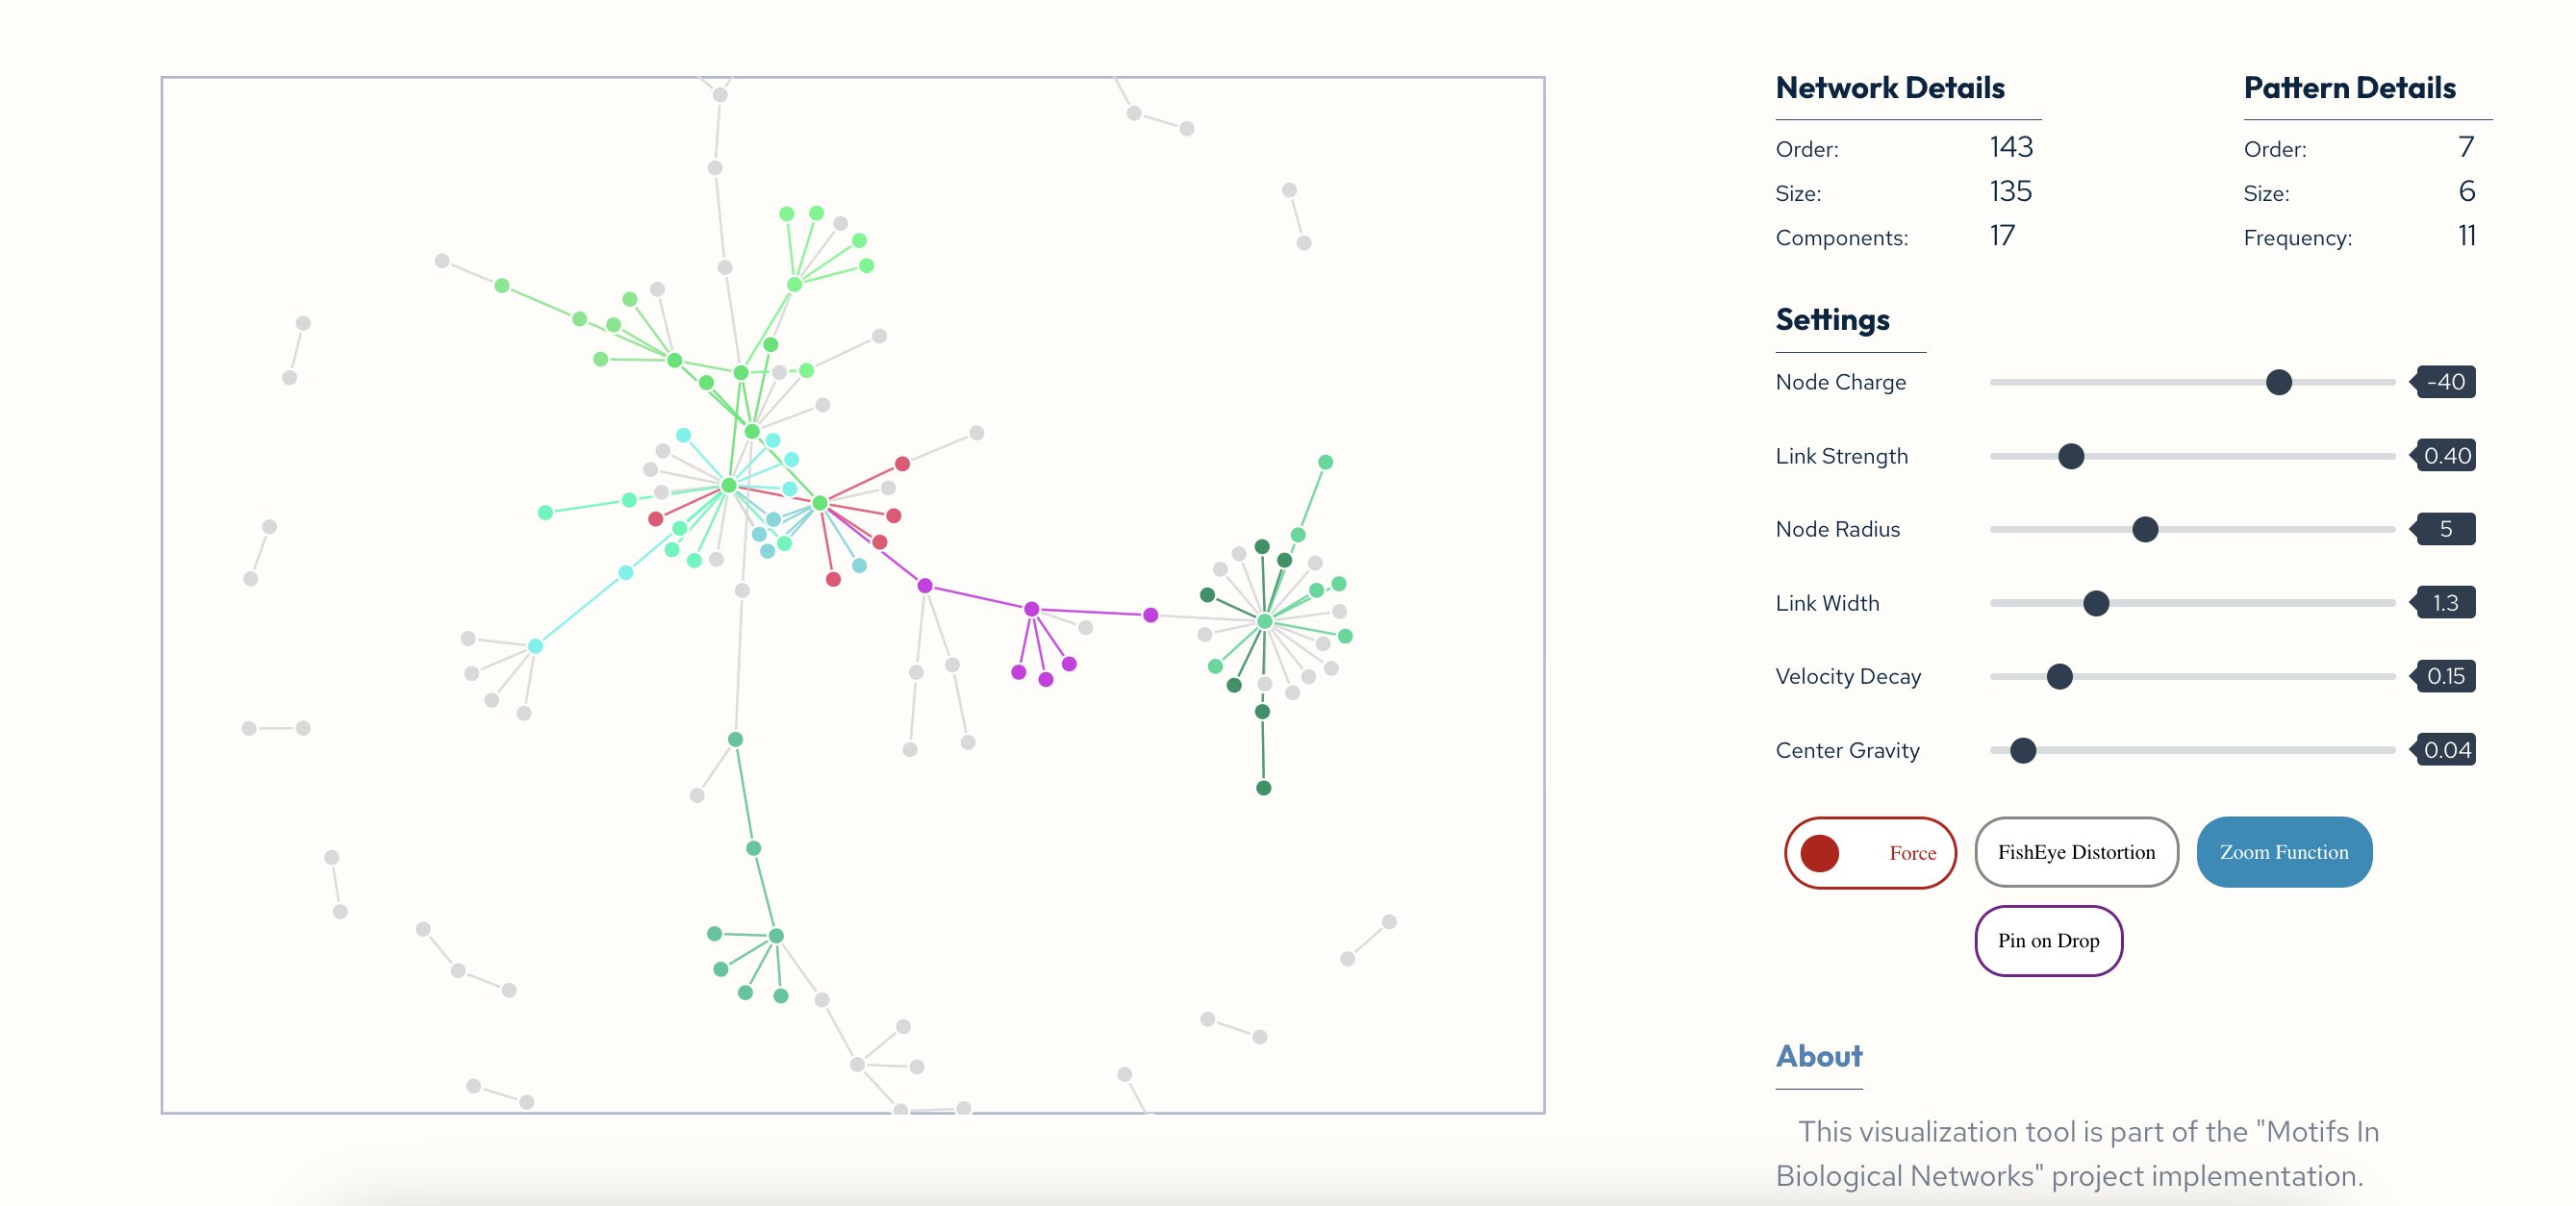 Network Details
Order: 143
Size: 135
Components: 17
Pattern Details
Order: 7
Size: 6
Frequency: 11
Settings
Node Charge -40
Link Strength 0.40
Node Radius 5
Link Width 1.3
Velocity Decay 0.15
Center Gravity 0.04
Force FishEye Distortion Zoom Function
Pin on Drop
About
This visualization tool is part of the "Motifs In
Biological Networks" project implementation.